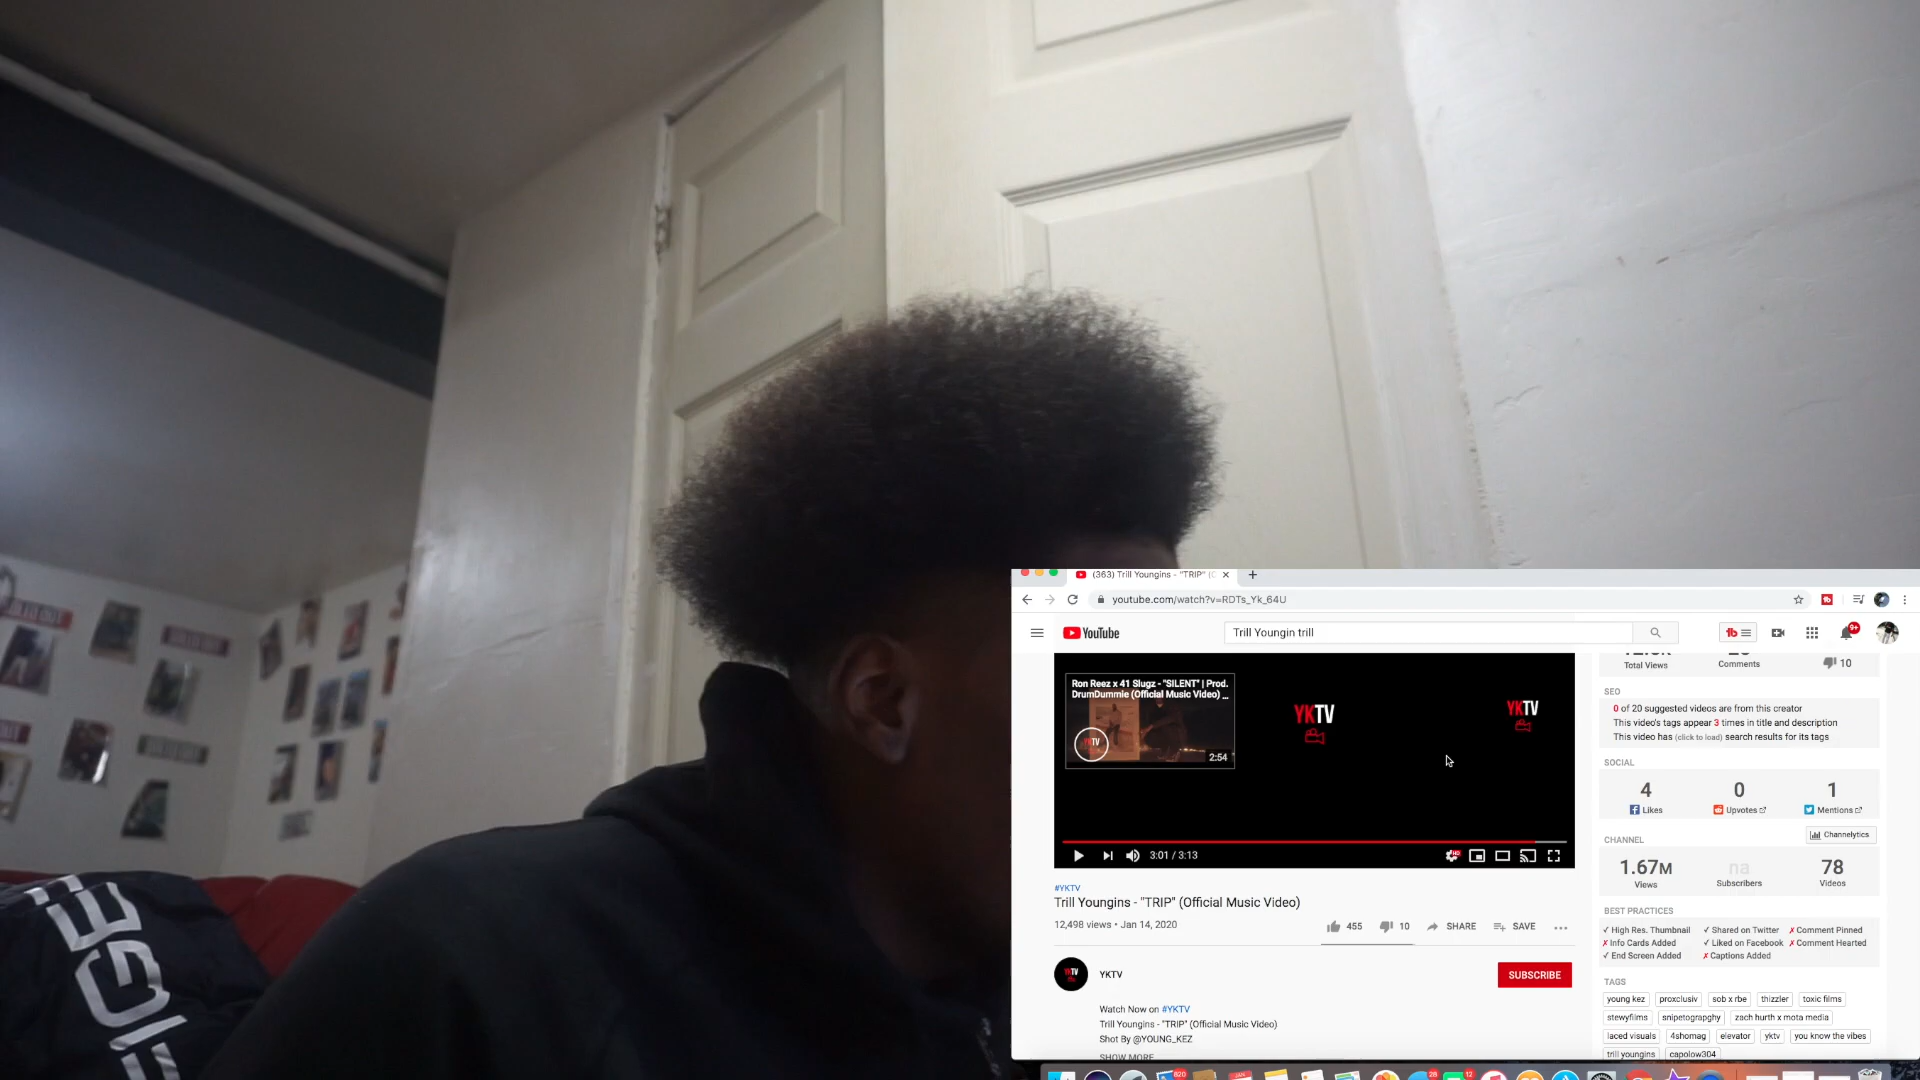 (363) Trill Youngins - "TRIP" (
youtube.com/watch?v=RDTs_Yk_64U
YouTube
Trill Youngin trill
9+
Total Views
Comments
10
Ron Reez x 41 Slugz - "SILENT" | Prod.
DrumDummie (Official Music Video) ...
2:54
YKTV
YKTV
3:01 / 3:13
#YKTV
Trill Youngins - "TRIP" (Official Music Video)
12,498 views • Jan 14, 2020
455
10
SHARE
SAVE
YKTV
SUBSCRIBE
Watch Now on #YKTV
Trill Youngins - "TRIP" (Official Music Video)
Shot By @YOUNG_KEZ
SHOW MORE
SEO
0 of 20 suggested videos are from this creator
This video's tags appear 3 times in title and description
This video has (click to load) search results for its tags
SOCIAL
4 0 1
Likes Upvotes Mentions
CHANNEL
Channelytics
1.67M na 78
Views Subscribers Videos
BEST PRACTICES
✓ High Res. Thumbnail ✓ Shared on Twitter ✗ Comment Pinned
✗ Info Cards Added ✓ Liked on Facebook ✗ Comment Hearted
✓ End Screen Added ✗ Captions Added
TAGS
young kez proxclusiv sob x rbe thizzler toxic films
stewyfilms snipetograpghy zach hurth x mota media
laced visuals 4shomag elevator yktv you know the vibes
trill youngins capolow304